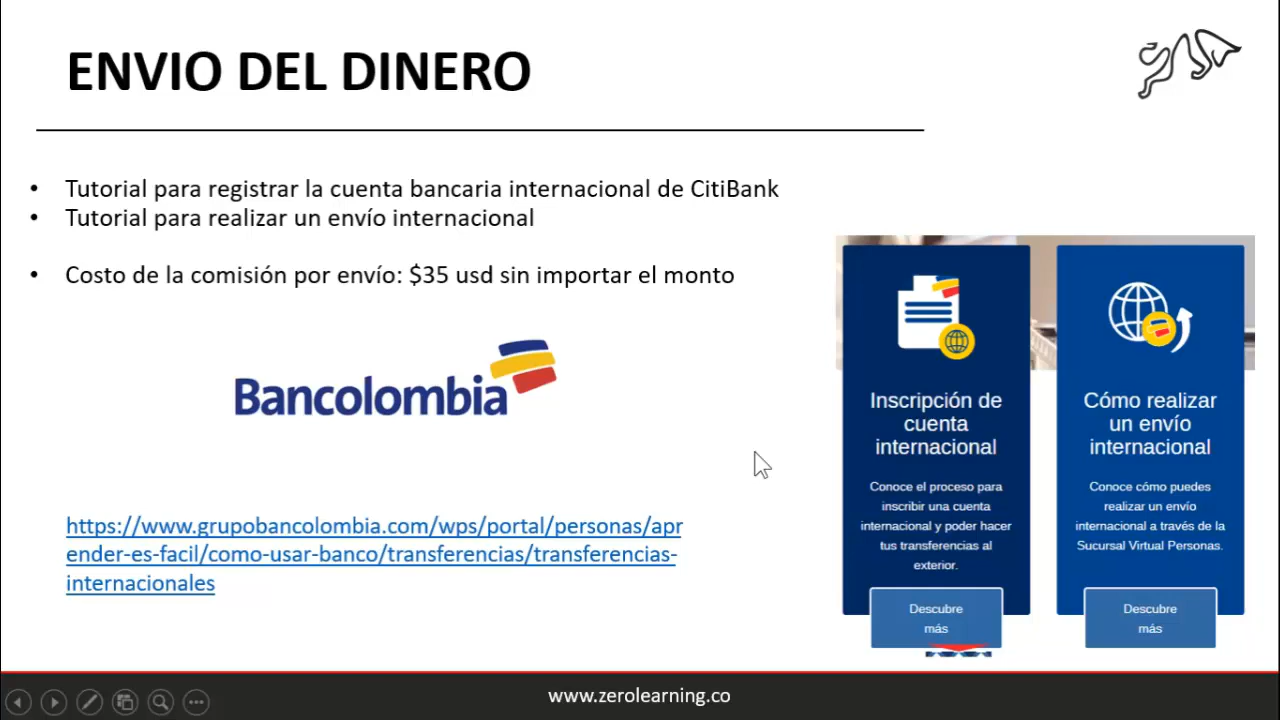 ENVIO DEL DINERO
• Tutorial para registrar la cuenta bancaria internacional de CitiBank
• Tutorial para realizar un envío internacional
• Costo de la comisión por envío: $35 usd sin importar el monto
Bancolombia
https://www.grupobancolombia.com/wps/portal/personas/apr
ender-es-facil/como-usar-banco/transferencias/transferencias-
internacionales
Inscripción de
cuenta
internacional
Conoce el proceso para
inscribir una cuenta
internacional y poder hacer
tus transferencias al
exterior.
Descubre
más
Cómo realizar
un envío
internacional
Conoce cómo puedes
realizar un envío
internacional a través de la
Sucursal Virtual Personas.
Descubre
más
www.zerolearning.co